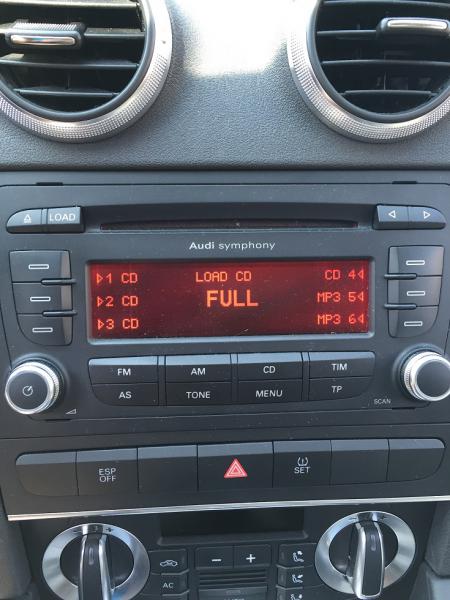 LOAD
Audi symphony
1 CD LOAD CD CD 4
2 CD FULL MP3 5
3 CD MP3 6
FM AM CD TIM
AS TONE MENU TP
SCAN
ESP OFF SET
AC